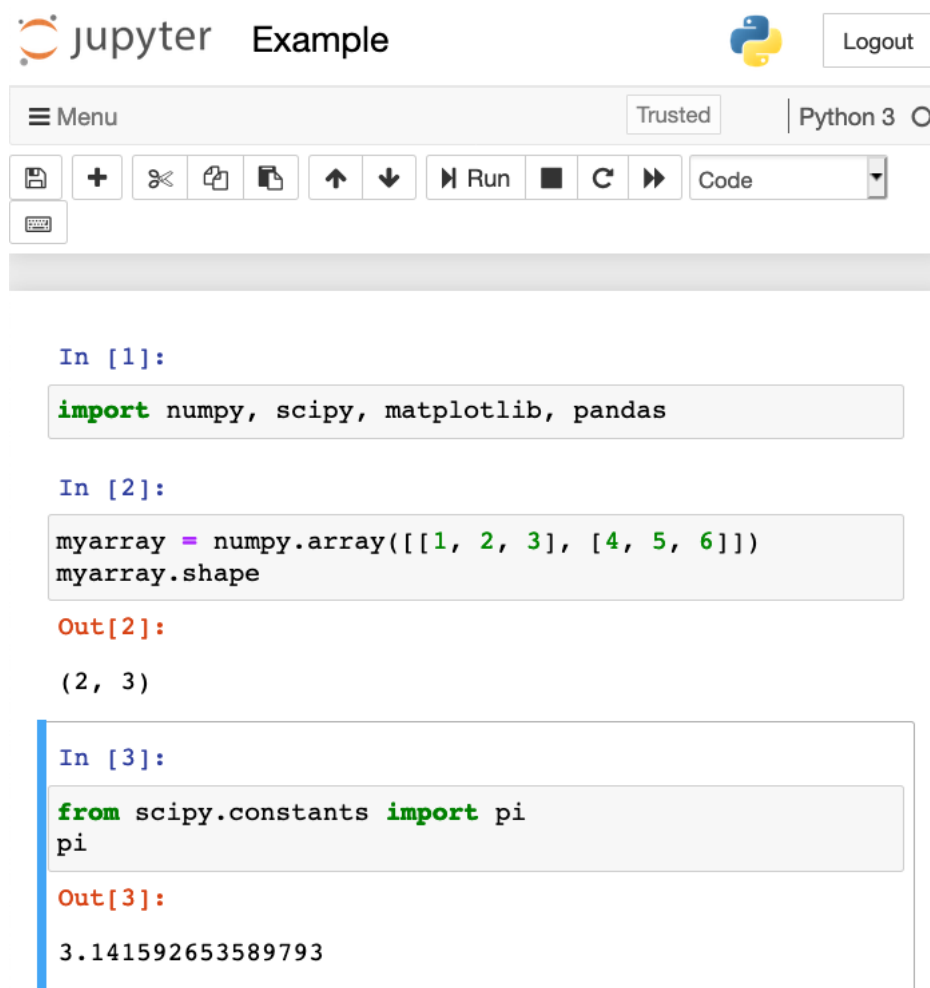 jupyter Example Logout
Menu Trusted Python 3
Run Code
In [1]:
import numpy, scipy, matplotlib, pandas
In [2]:
myarray = numpy.array([[1, 2, 3], [4, 5, 6]])
myarray.shape
Out[2]:
(2, 3)
In [3]:
from scipy.constants import pi
pi
Out[3]:
3.141592653589793